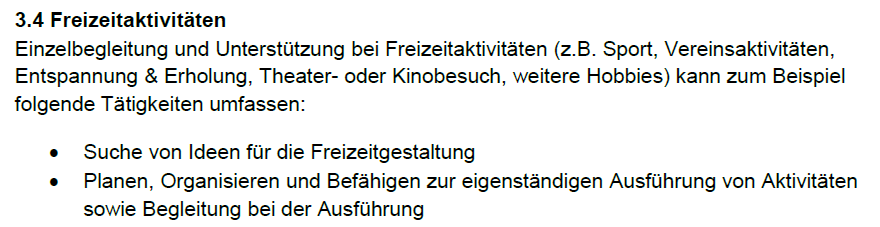 3.4 Freizeitaktivitäten
Einzelbegleitung und Unterstützung bei Freizeitaktivitäten (z.B. Sport, Vereinsaktivitäten,
Entspannung & Erholung, Theater- oder Kinobesuch, weitere Hobbies) kann zum Beispiel
folgende Tätigkeiten umfassen:
• Suche von Ideen für die Freizeitgestaltung
• Planen, Organisieren und Befähigen zur eigenständigen Ausführung von Aktivitäten
sowie Begleitung bei der Ausführung